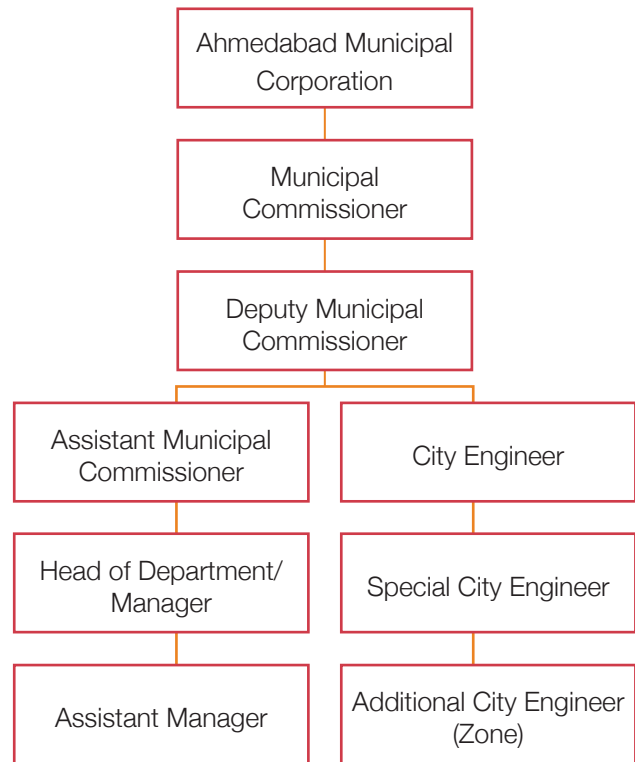 Ahmedabad Municipal
Corporation
Municipal
Commissioner
Deputy Municipal
Commissioner
Assistant Municipal
Commissioner
City Engineer
Head of Department/
Manager
Special City Engineer
Assistant Manager
Additional City Engineer
(Zone)